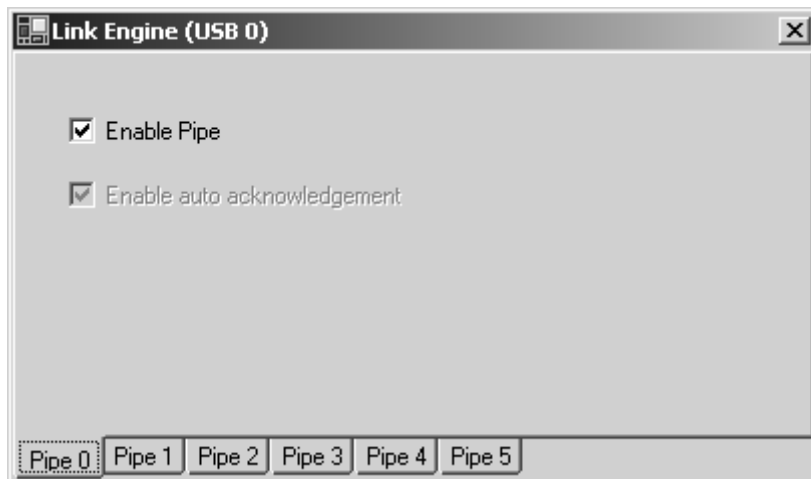 Link Engine (USB 0)
Enable Pipe
Enable auto acknowledgement
Pipe 0 Pipe 1 Pipe 2 Pipe 3 Pipe 4 Pipe 5